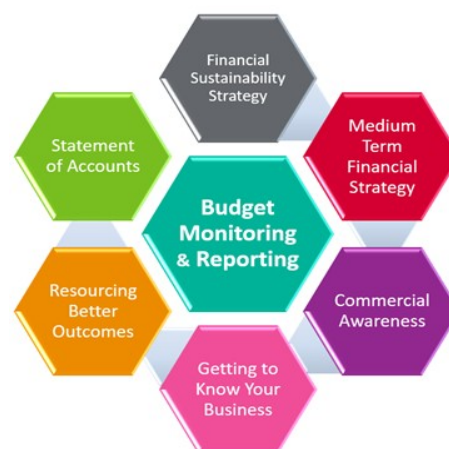 Financial
Sustainability
Strategy
Medium
Term
Financial
Strategy
Commercial
Awareness
Getting to
Know Your
Business
Resourcing
Better
Outcomes
Statement
of Accounts
Budget
Monitoring
& Reporting